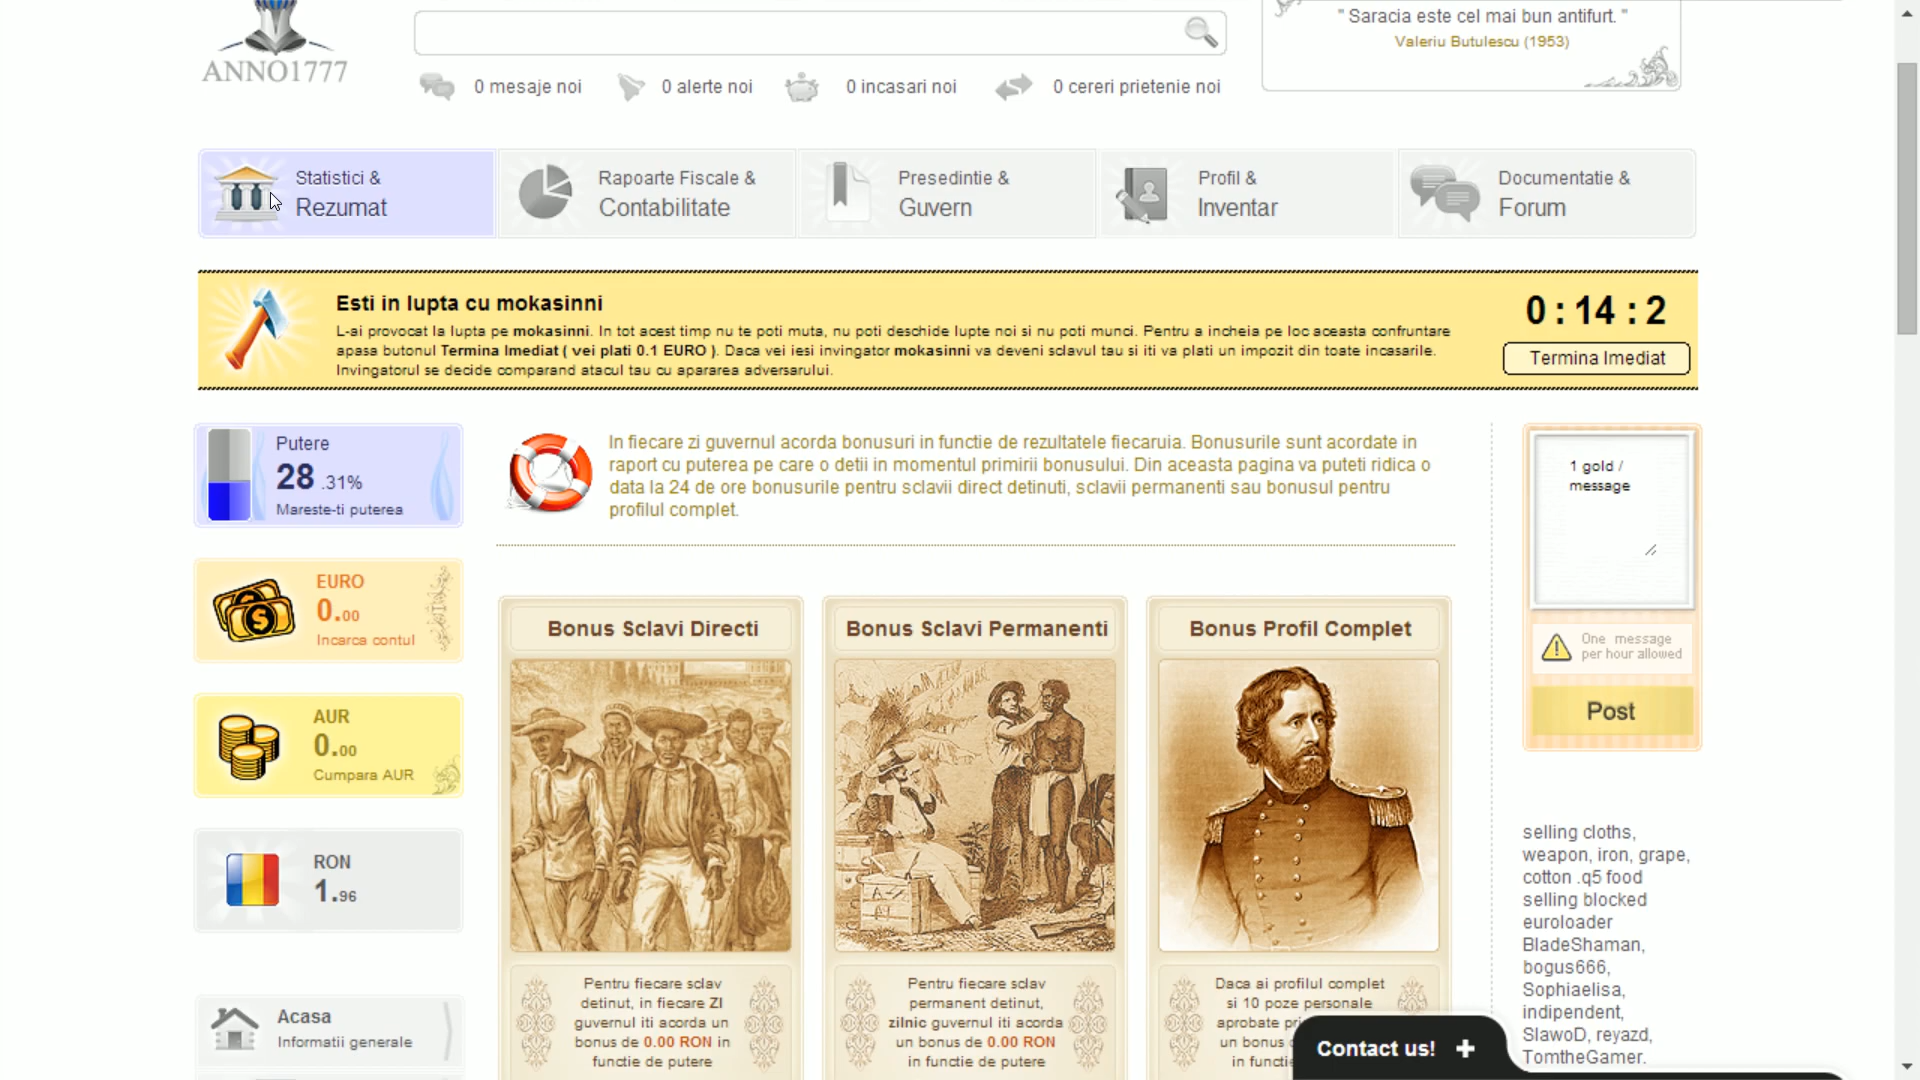 ANNO1777
" Saracia este cel mai bun antifurt. "
Valeriu Butulescu (1953)
0 mesaje noi
0 alerte noi
0 incasari noi
0 cereri prietenie noi
Statistici &
Rezumat
Rapoarte Fiscale &
Contabilitate
Presedintie &
Guvern
Profil &
Inventar
Documentatie &
Forum
Esti in lupta cu mokasinni
L-ai provocat la lupta pe mokasinni. In tot acest timp nu te poti muta, nu poti deschide lupte noi si nu poti munci. Pentru a incheia pe loc aceasta confruntare
apasa butonul Termina Imediat ( vei plati 0.1 EURO ). Daca vei iesi invingator mokasinni va deveni sclavul tau si iti va plati un impozit din toate incasarile.
Invingatorul se decide comparand atacul tau cu apararea adversarului.
0 : 14 : 2
Termina Imediat
Putere
28 .31%
Mareste-ti puterea
EURO
0.00
Incarca contul
AUR
0.00
Cumpara AUR
RON
1.96
Acasa
Informatii generale
In fiecare zi guvernul acorda bonusuri in functie de rezultatele fiecaruia. Bonusurile sunt acordate in
raport cu puterea pe care o detii in momentul primirii bonusului. Din aceasta pagina va puteti ridica o
data la 24 de ore bonusurile pentru sclavii direct detinuti, sclavii permanenti sau bonusul pentru
profilul complet.
Bonus Sclavi Directi
Pentru fiecare sclav
detinut, in fiecare ZI
guvernul iti acorda un
bonus de 0.00 RON in
functie de putere
Bonus Sclavi Permanenti
Pentru fiecare sclav
permanent detinut,
zilnic guvernul iti acorda
un bonus de 0.00 RON
in functie de putere
Bonus Profil Complet
Daca ai profilul complet
si 10 poze personale
aprobate pri
un bonus
in functie
1 gold /
message
One message
per hour allowed
Post
selling cloths,
weapon, iron, grape,
cotton .q5 food
selling blocked
euroloader
BladeShaman,
bogus666,
Sophiaelisa,
indipendent,
SlawoD, reyazd,
TomtheGamer.
Contact us!